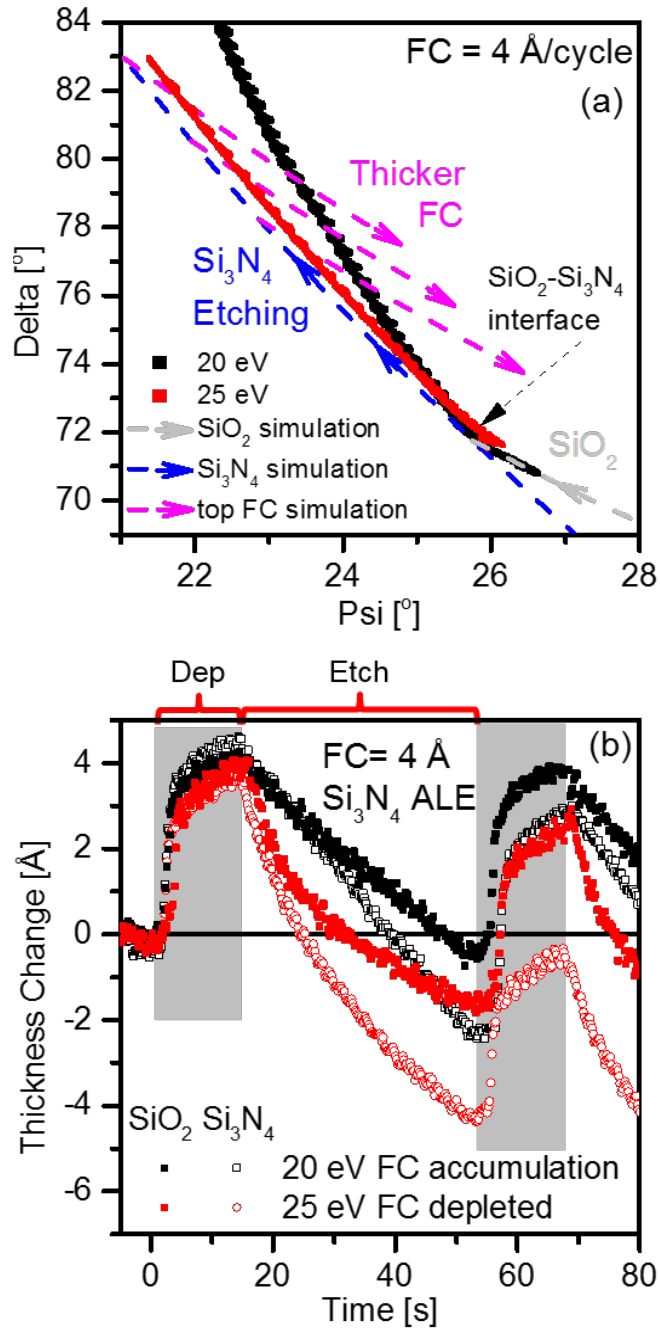 84
82
80
78
76
74
72
70
Delta [°]
FC = 4 Å/cycle
(a)
Thicker
FC
Si₃N₄
Etching
SiO₂-Si₃N₄
interface
SiO₂
20 eV
25 eV
SiO₂ simulation
Si₃N₄ simulation
top FC simulation
22 24 26 28
Psi [°]
Dep Etch
(b)
FC= 4 Å
Si₃N₄ ALE
4
2
0
-2
-4
-6
Thickness Change [Å]
SiO₂ Si₃N₄
20 eV FC accumulation
25 eV FC depleted
0 20 40 60 80
Time [s]